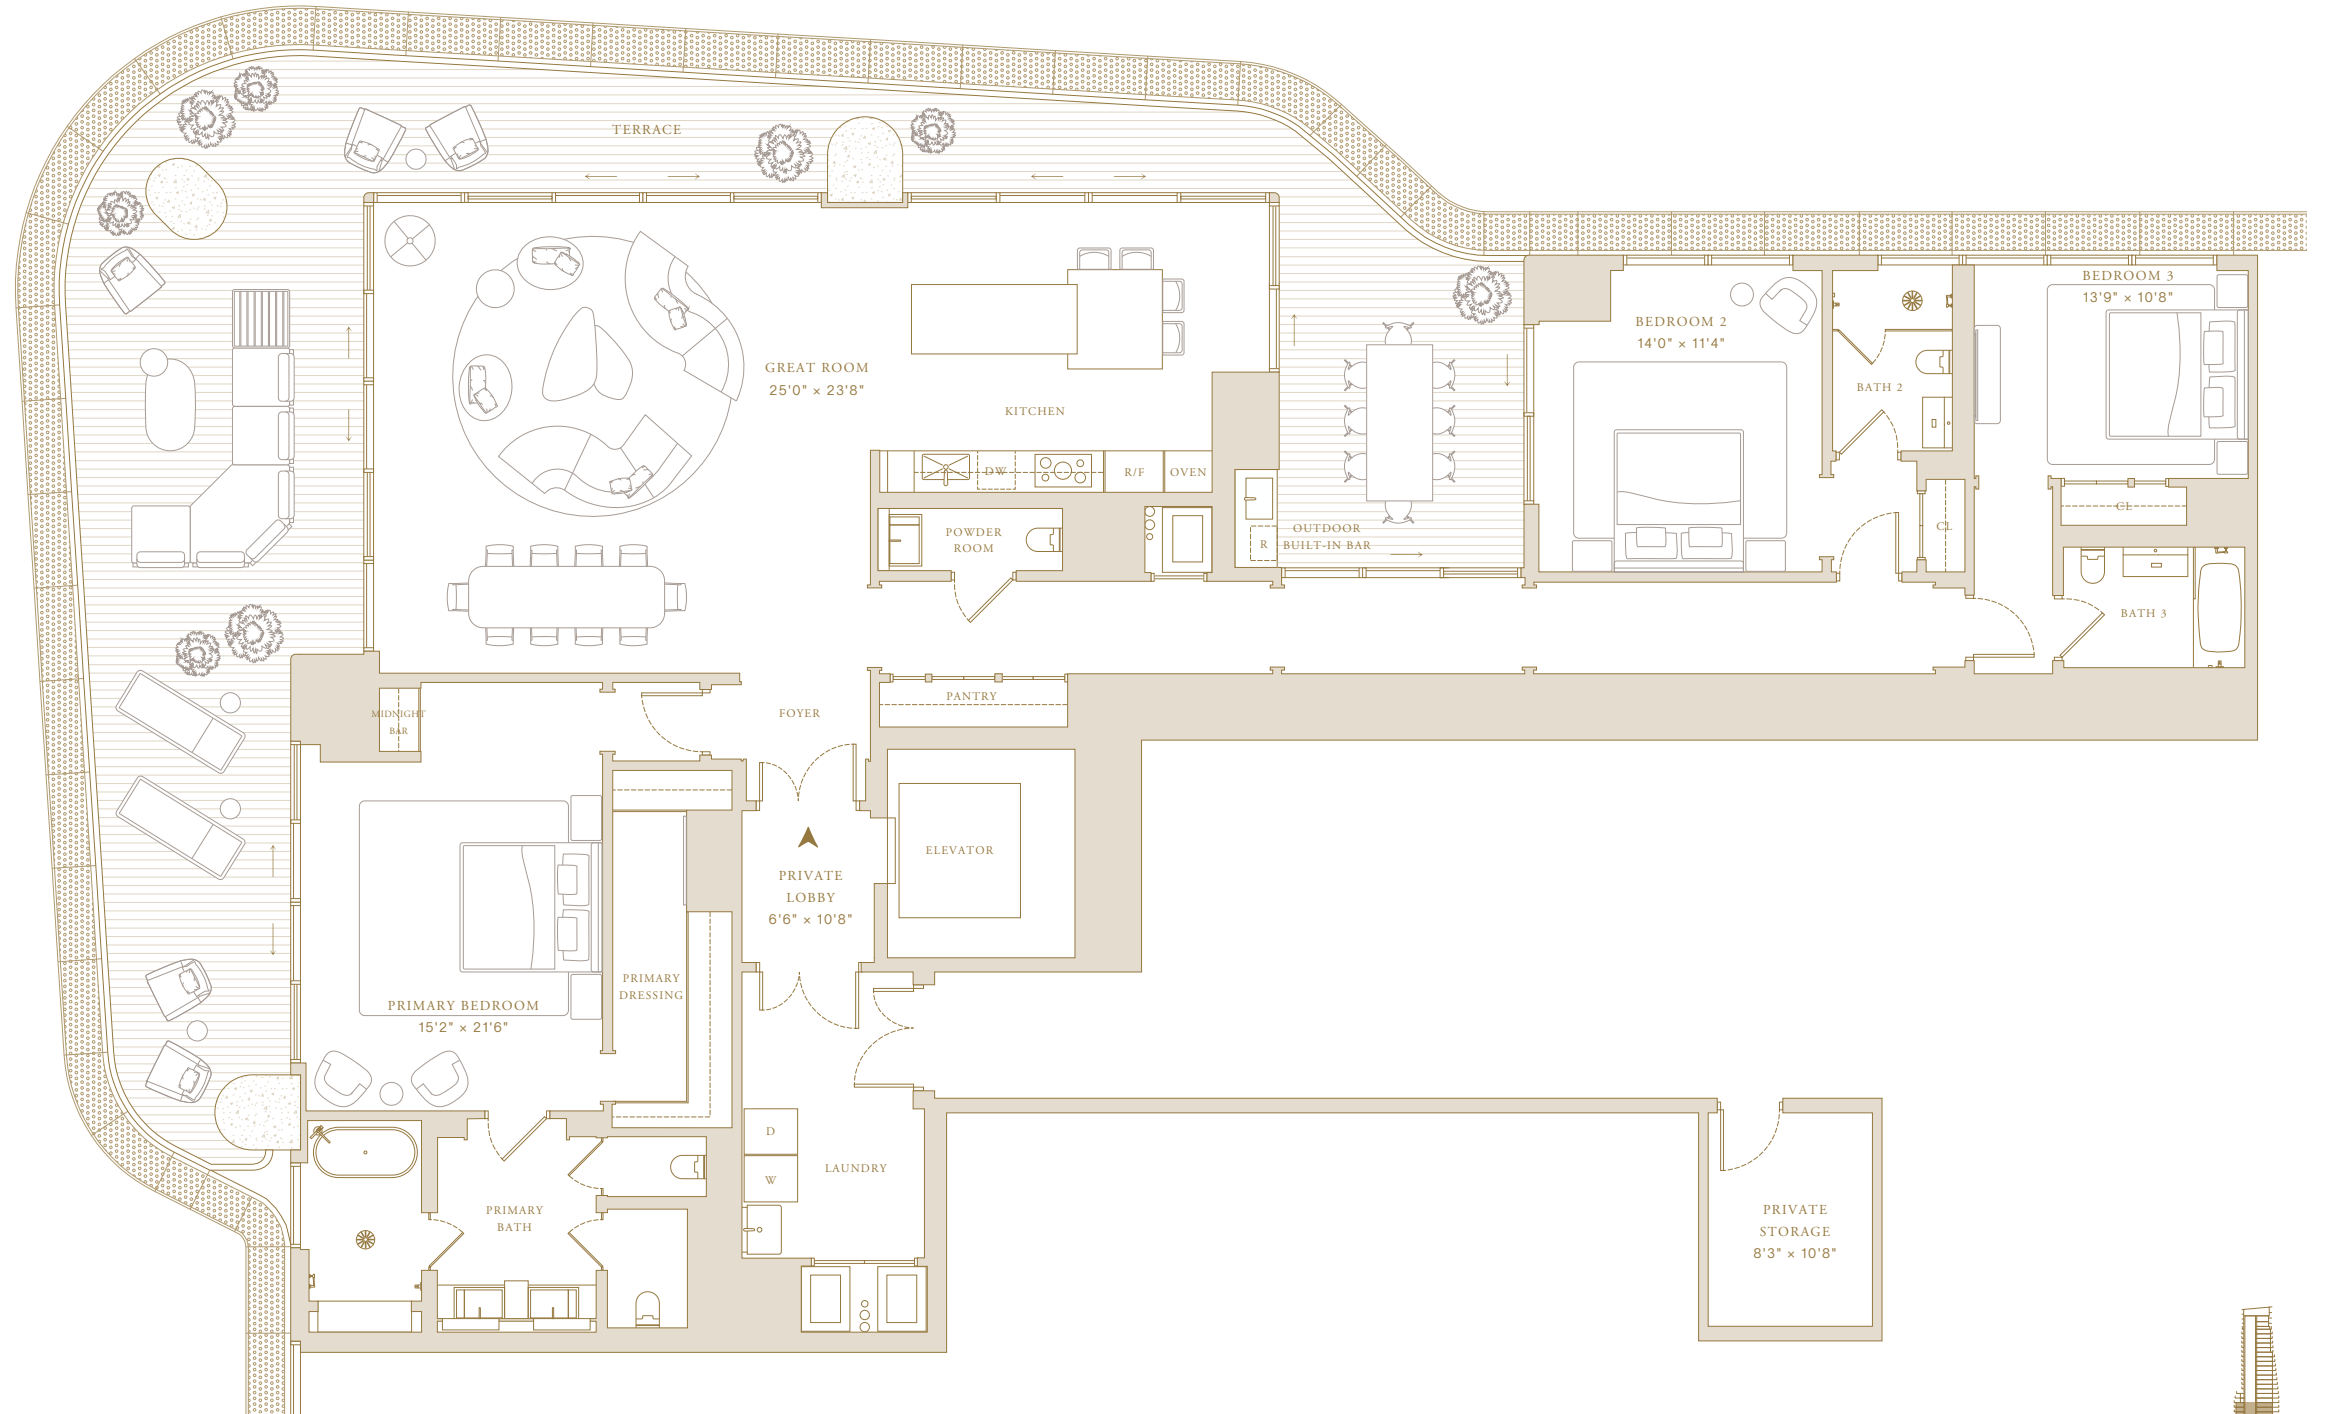 TERRACE
BEDROOM 3
13'9" × 10'8"
BEDROOM 2
14'0" × 11'4"
GREAT ROOM
25'0" × 23'8"
BATH 2
KITCHEN
DW
R/F
OVEN
CL
CL
OUTDOOR
BUILT-IN BAR
R
POWDER
ROOM
BATH 3
PANTRY
MIDNIGHT
BAR
FOYER
ELEVATOR
PRIVATE
LOBBY
6'6" × 10'8"
PRIMARY
DRESSING
PRIMARY BEDROOM
15'2" × 21'6"
D
W
LAUNDRY
PRIMARY
BATH
PRIVATE
STORAGE
8'3" × 10'8"